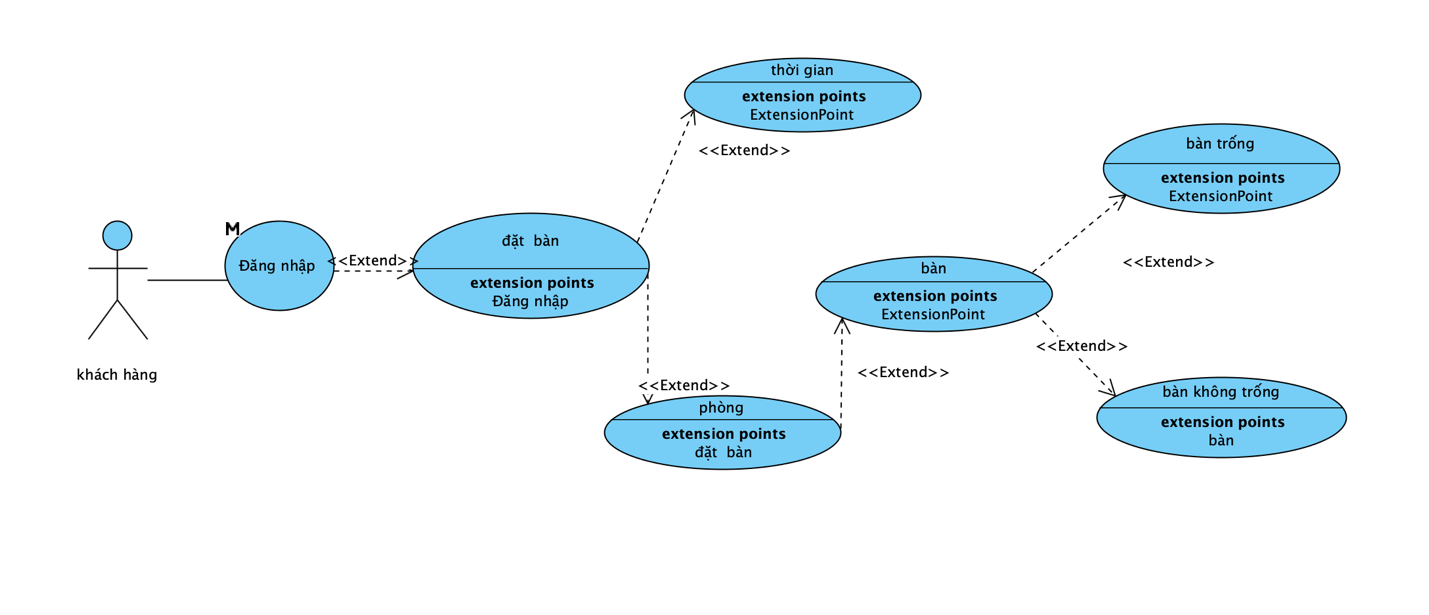 thời gian
extension points
ExtensionPoint
<<Extend>>
bàn trống
extension points
ExtensionPoint
M
Đăng nhập
<<Extend>>
đặt bàn
extension points
Đăng nhập
<<Extend>>
bàn
extension points
ExtensionPoint
<<Extend>>
khách hàng
<<Extend>>
<<Extend>>
phòng
extension points
đặt bàn
bàn không trống
extension points
bàn